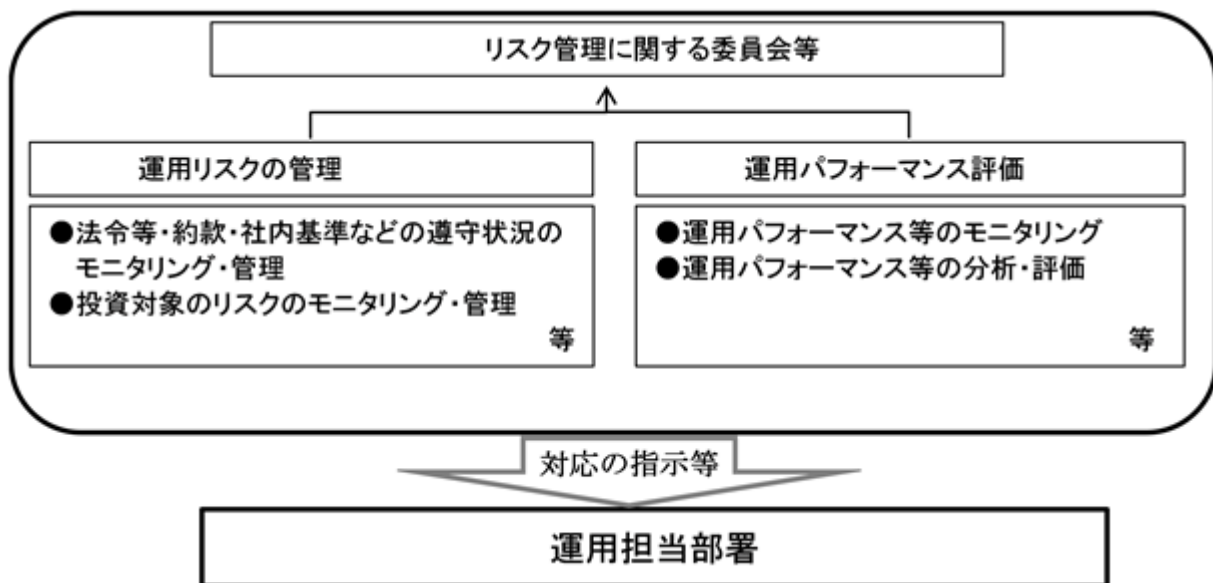 リスク管理に関する委員会等
運用リスクの管理
●法令等・約款・社内基準などの遵守状況の
モニタリング・管理
●投資対象のリスクのモニタリング・管理
等
運用パフォーマンス評価
●運用パフォーマンス等のモニタリング
●運用パフォーマンス等の分析・評価
等
対応の指示等
運用担当部署